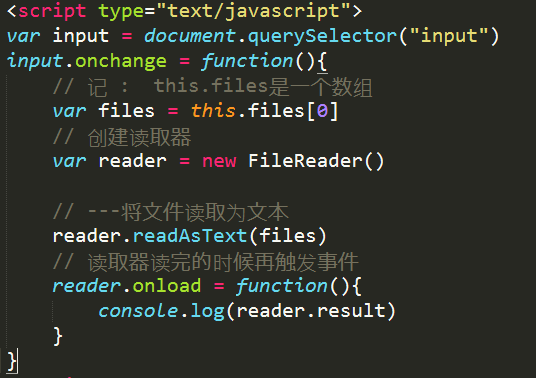 <script type="text/javascript">
var input = document.querySelector("input")
input.onchange = function(){
    // 记 :  this.files是一个数组
    var files = this.files[0]
    // 创建读取器
    var reader = new FileReader()

    // ---将文件读取为文本
    reader.readAsText(files)
    // 读取器读完的时候再触发事件
    reader.onload = function(){
        console.log(reader.result)
    }
}